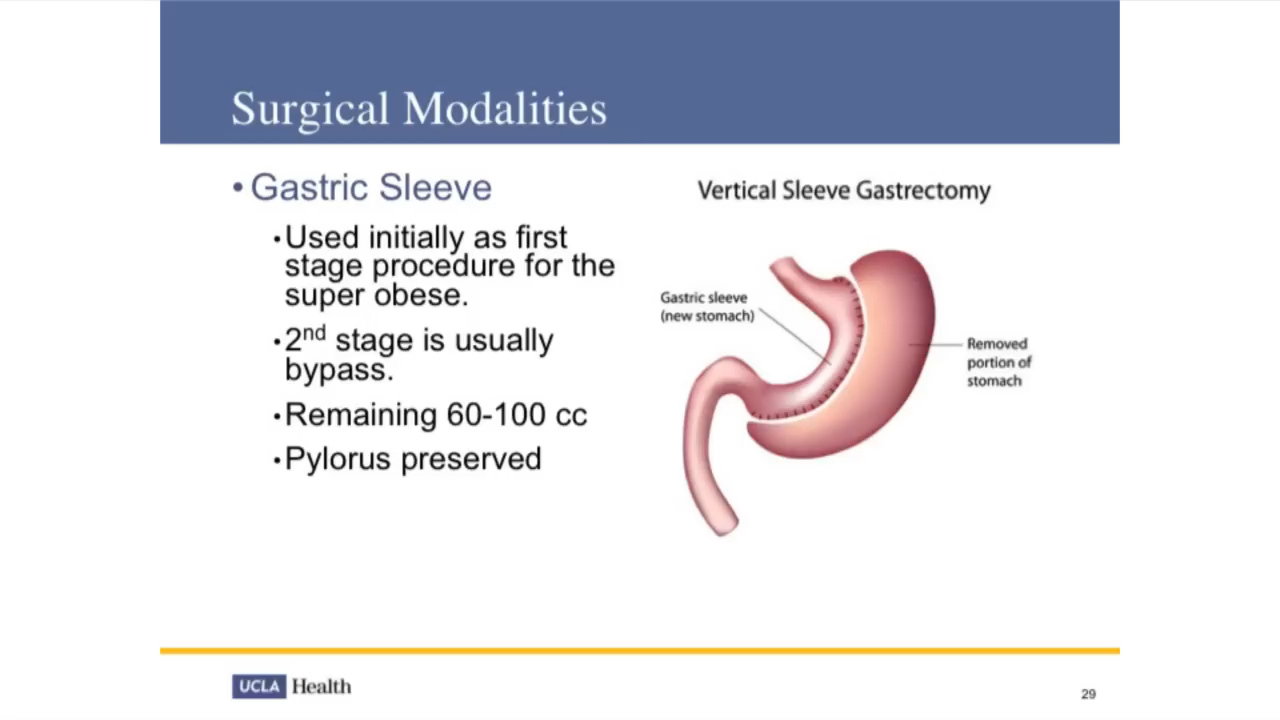 Surgical Modalities
• Gastric Sleeve
• Used initially as first
stage procedure for the
super obese.
• 2nd stage is usually
bypass.
• Remaining 60-100 cc
• Pylorus preserved
Vertical Sleeve Gastrectomy
Gastric sleeve
(new stomach)
Removed
portion of
stomach
UCLA Health
29